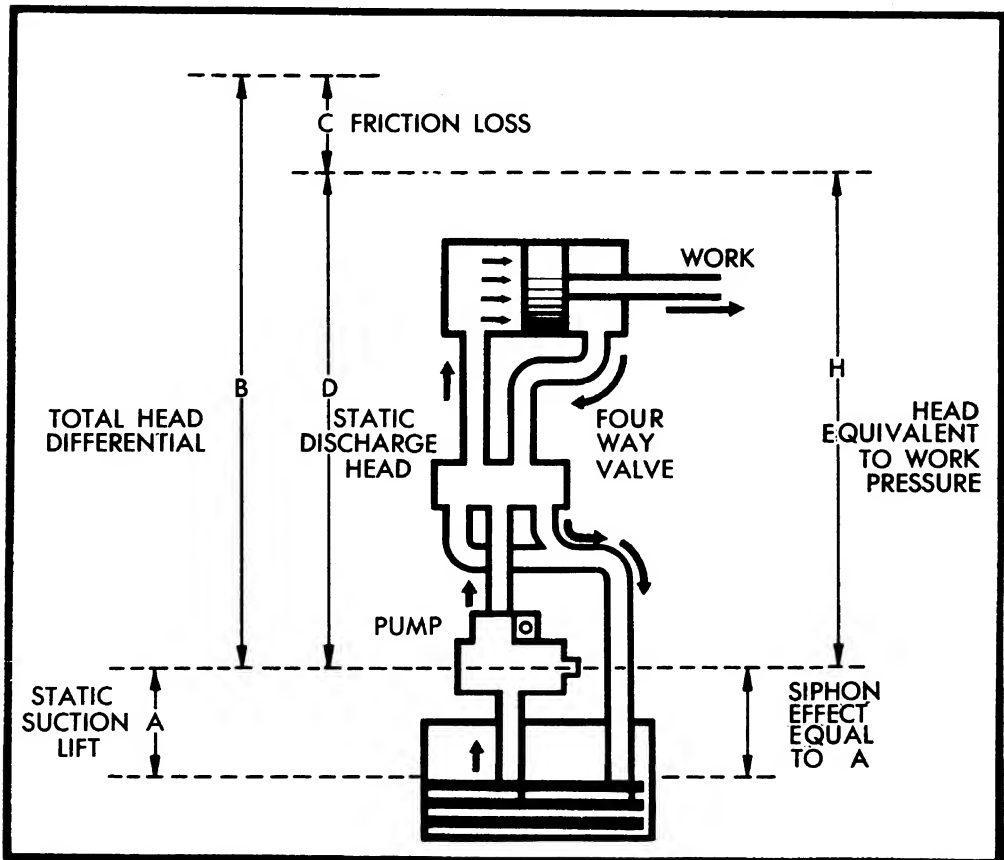 C FRICTION LOSS
WORK
B
D
H
TOTAL HEAD
DIFFERENTIAL
STATIC
DISCHARGE
HEAD
FOUR
WAY
VALVE
HEAD
EQUIVALENT
TO WORK
PRESSURE
PUMP
STATIC
SUCTION A
LIFT
SIPHON
EFFECT
EQUAL
TO A